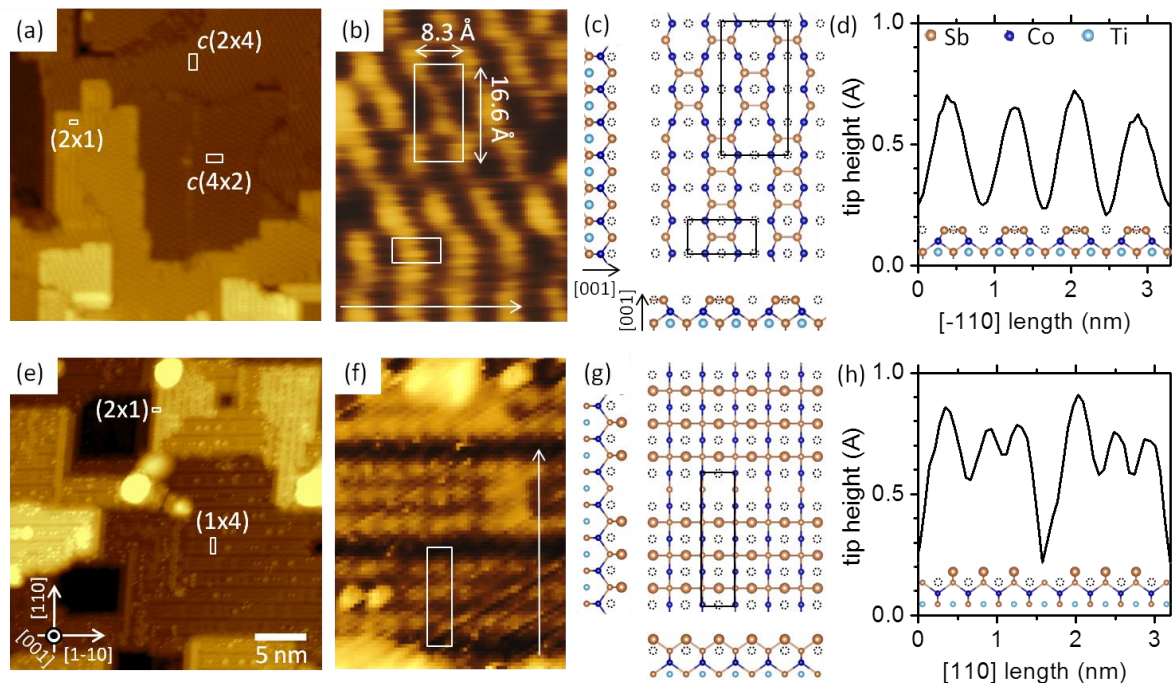 (a)
c(2x4)
(2x1)
c(4x2)
(b)
8.3 Å
16.6 Å
(c)
[001]
[001]
(d)
1.0
Sb
Co
Ti
tip height (A)
0.5
0.0
0
1
2
3
[-110] length (nm)
(e)
(2x1)
(1x4)
[110]
[001]
[1-10]
5 nm
(f)
(g)
(h)
1.0
tip height (A)
0.5
0.0
0
1
2
3
[110] length (nm)